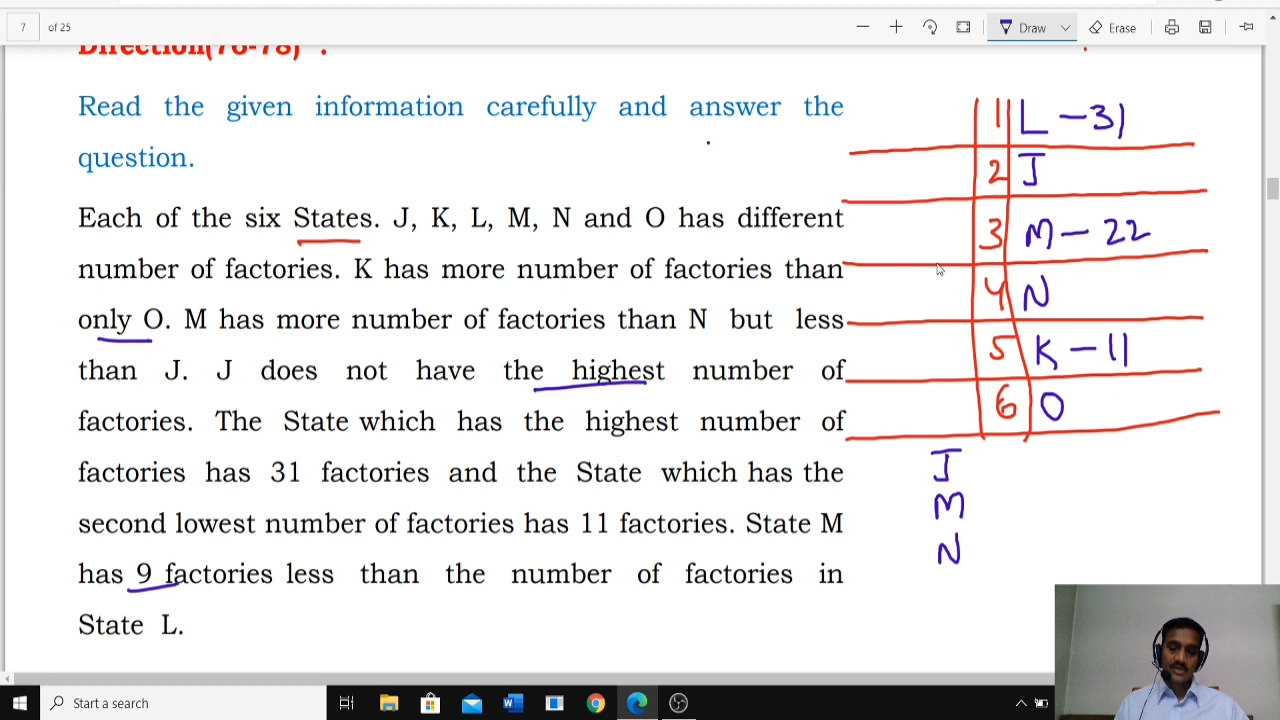 7 of 25
Draw
Erase
Direction(76-78) :
Read the given information carefully and answer the
question.
Each of the six States. J, K, L, M, N and O has different
number of factories. K has more number of factories than
only O. M has more number of factories than N but less
than J. J does not have the highest number of
factories. The State which has the highest number of
factories has 31 factories and the State which has the
second lowest number of factories has 11 factories. State M
has 9 factories less than the number of factories in
State L.
1 L - 31
2 J
3 M - 22
4 N
5 K - 11
6 O
J
M
N
Start a search